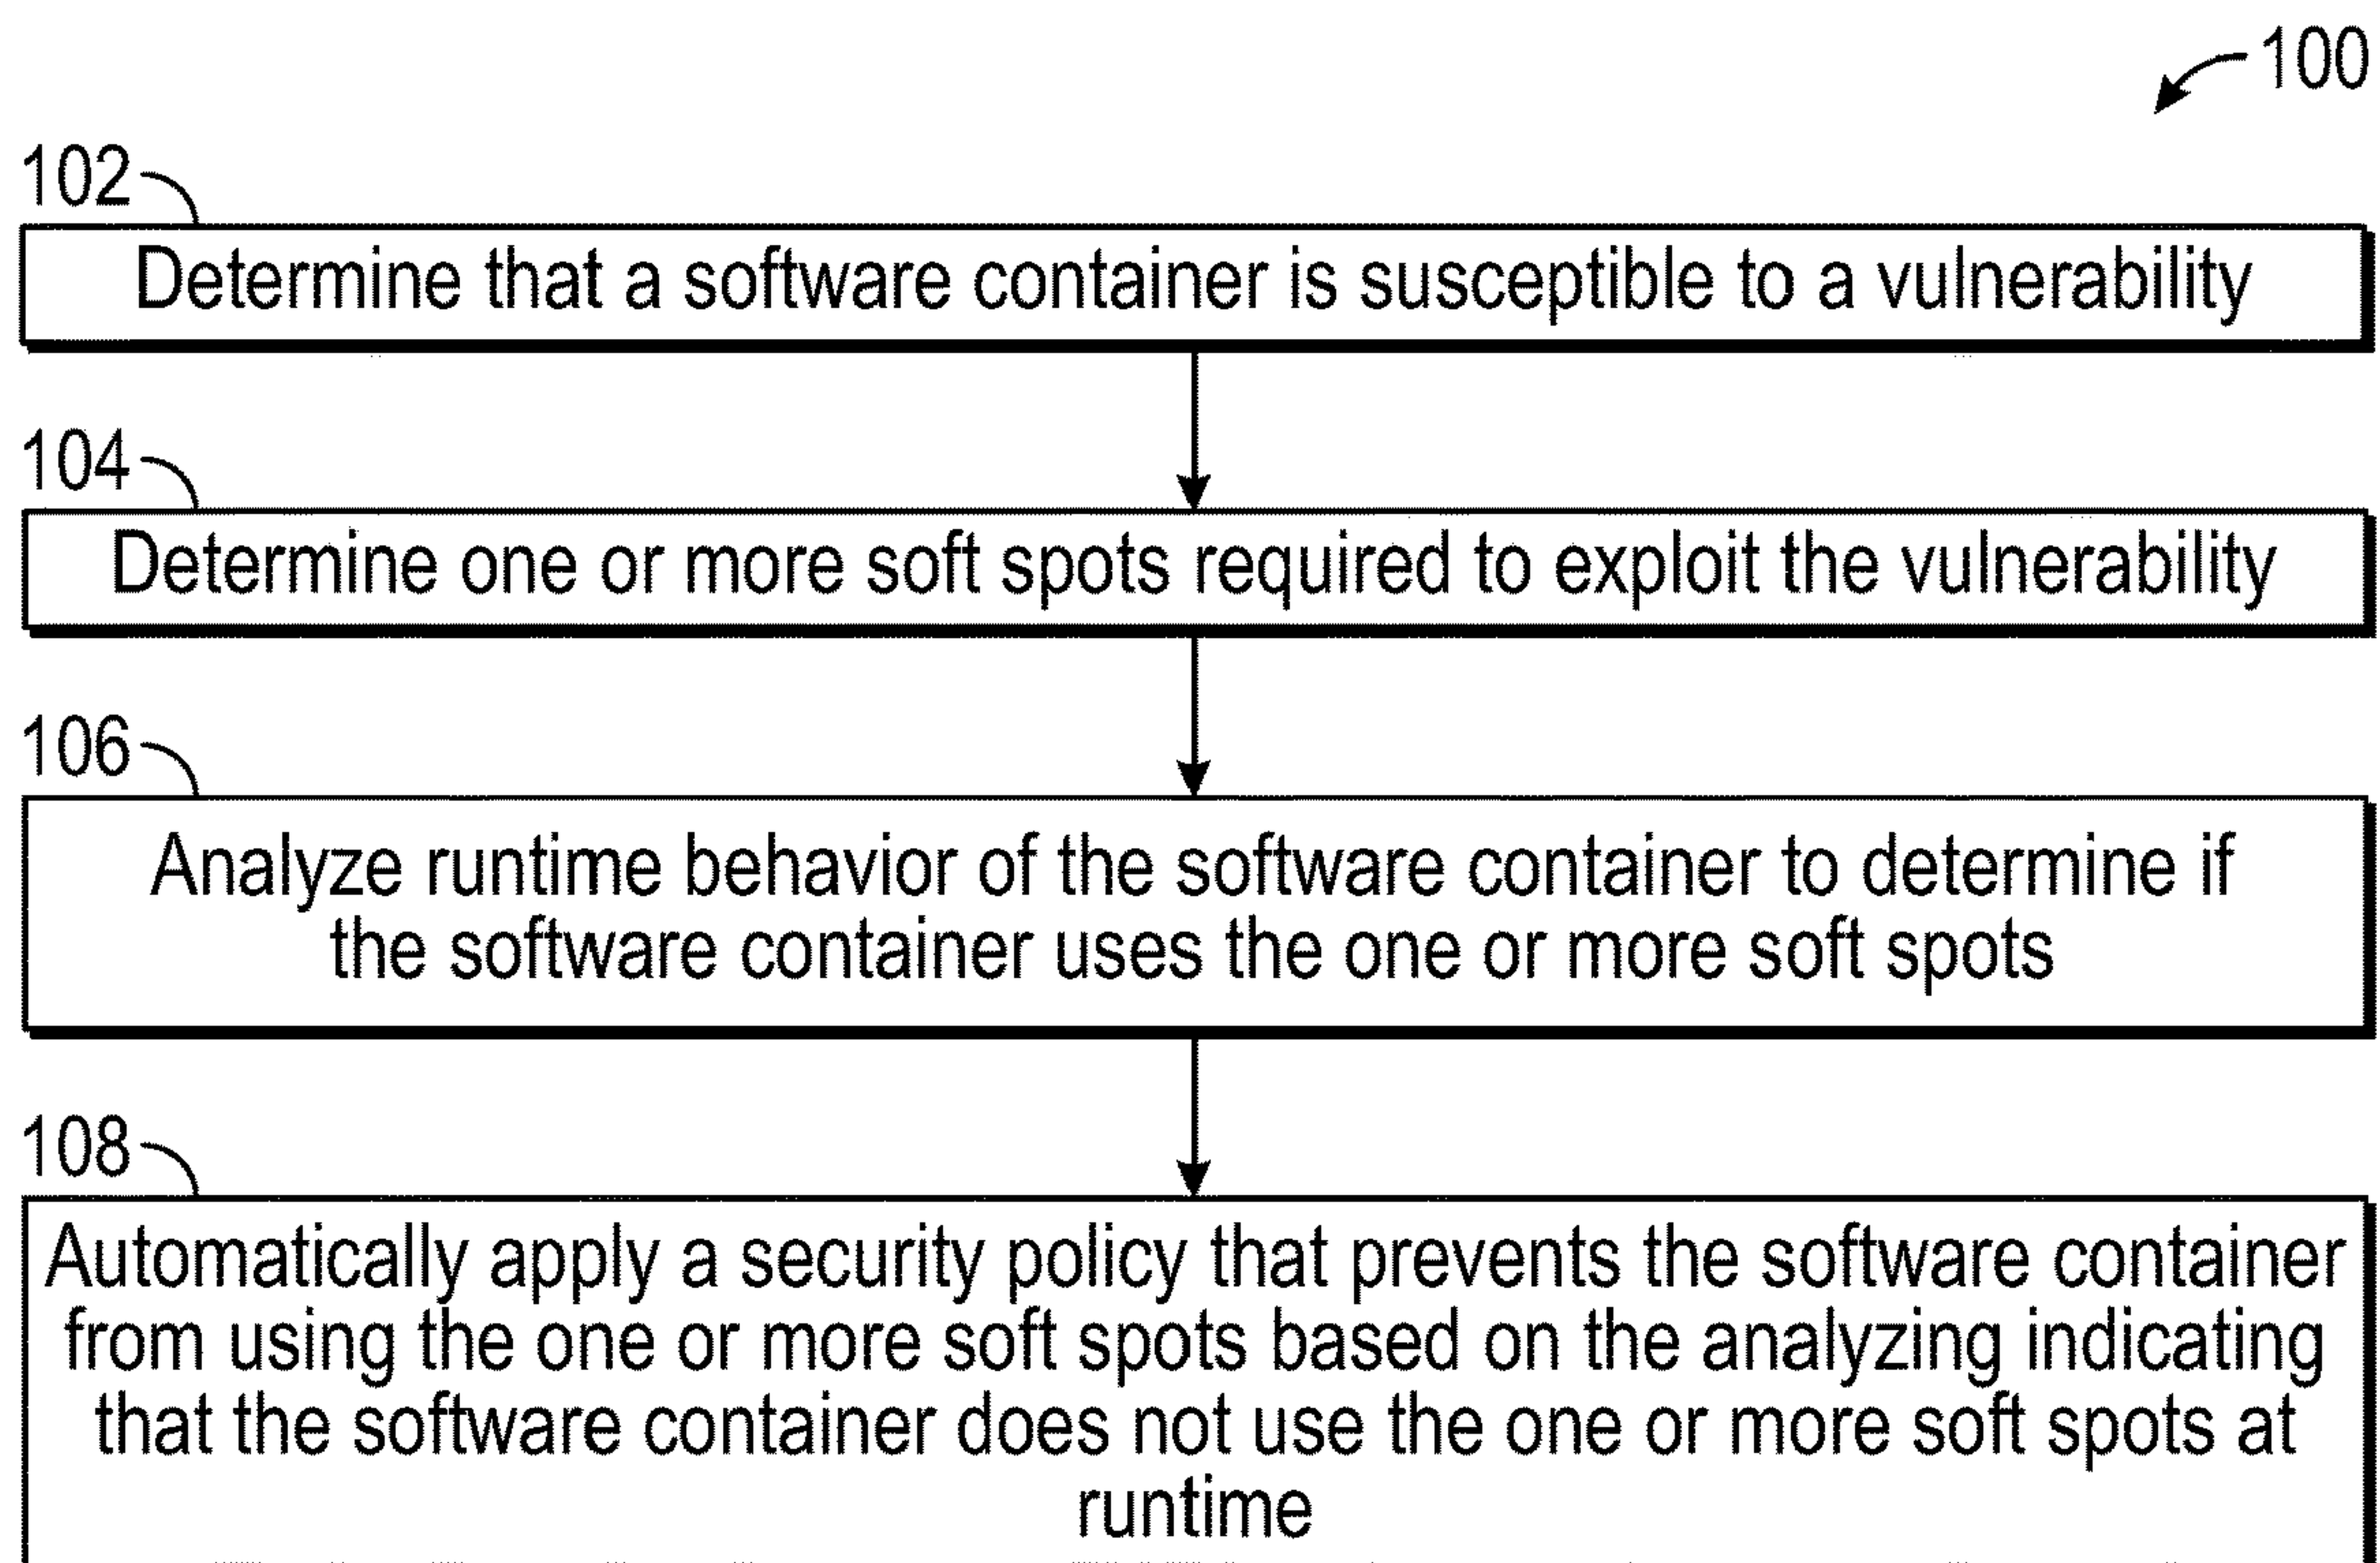 100
102
Determine that a software container is susceptible to a vulnerability
104
Determine one or more soft spots required to exploit the vulnerability
106
Analyze runtime behavior of the software container to determine if
the software container uses the one or more soft spots
108
Automatically apply a security policy that prevents the software container
from using the one or more soft spots based on the analyzing indicating
that the software container does not use the one or more soft spots at
runtime